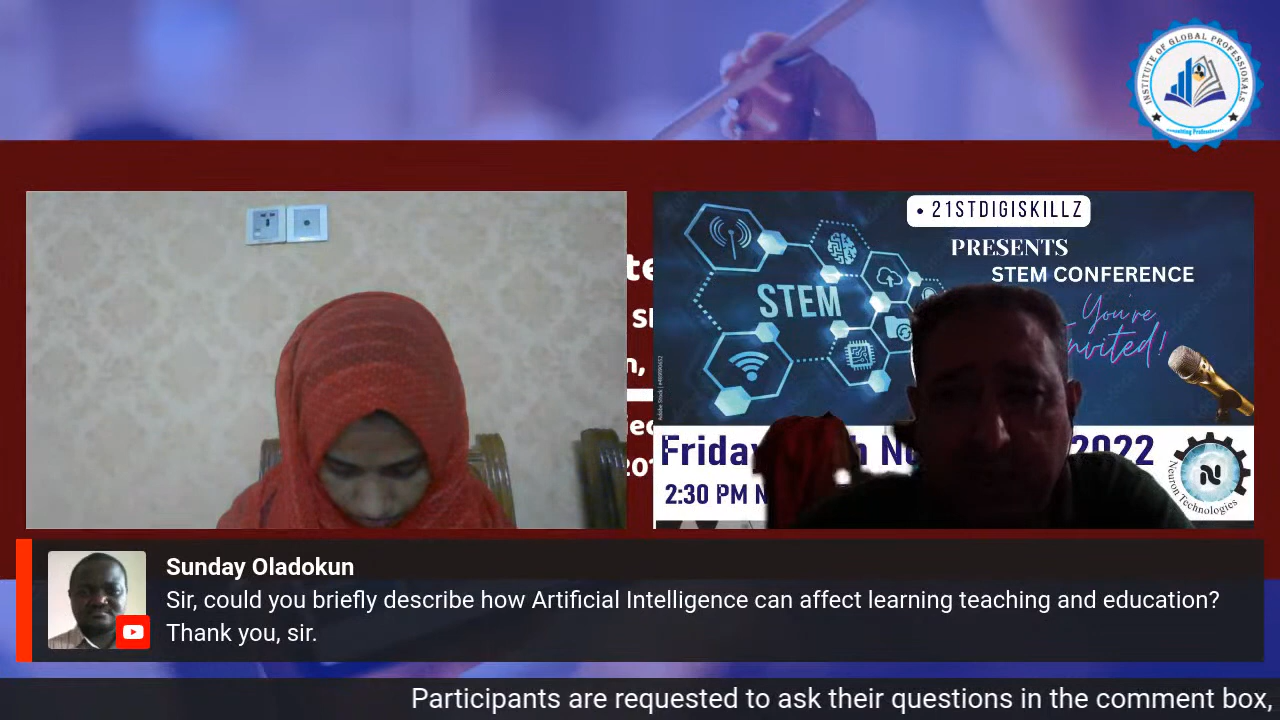 INSTITUTE OF GLOBAL PROFESSIONALS
• 21STDIGISKILLZ
PRESENTS
STEM CONFERENCE
STEM
You're
invited!
2022
2:30 PM
Neuron Technologies
Sunday Oladokun
Sir, could you briefly describe how Artificial Intelligence can affect learning teaching and education?
Thank you, sir.
Participants are requested to ask their questions in the comment box,